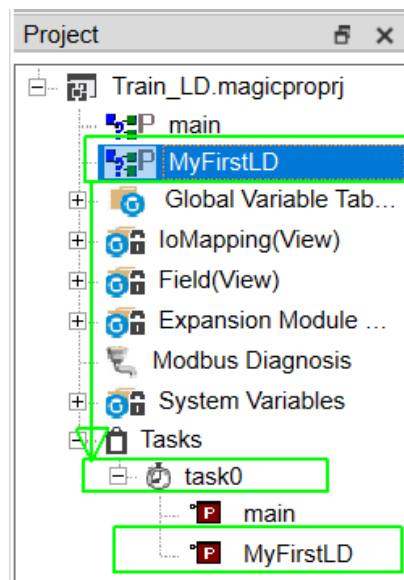 Project
Train_LD.magicproprj
main
MyFirstLD
Global Variable Tab...
IoMapping(View)
Field(View)
Expansion Module ...
Modbus Diagnosis
System Variables
Tasks
task0
main
MyFirstLD